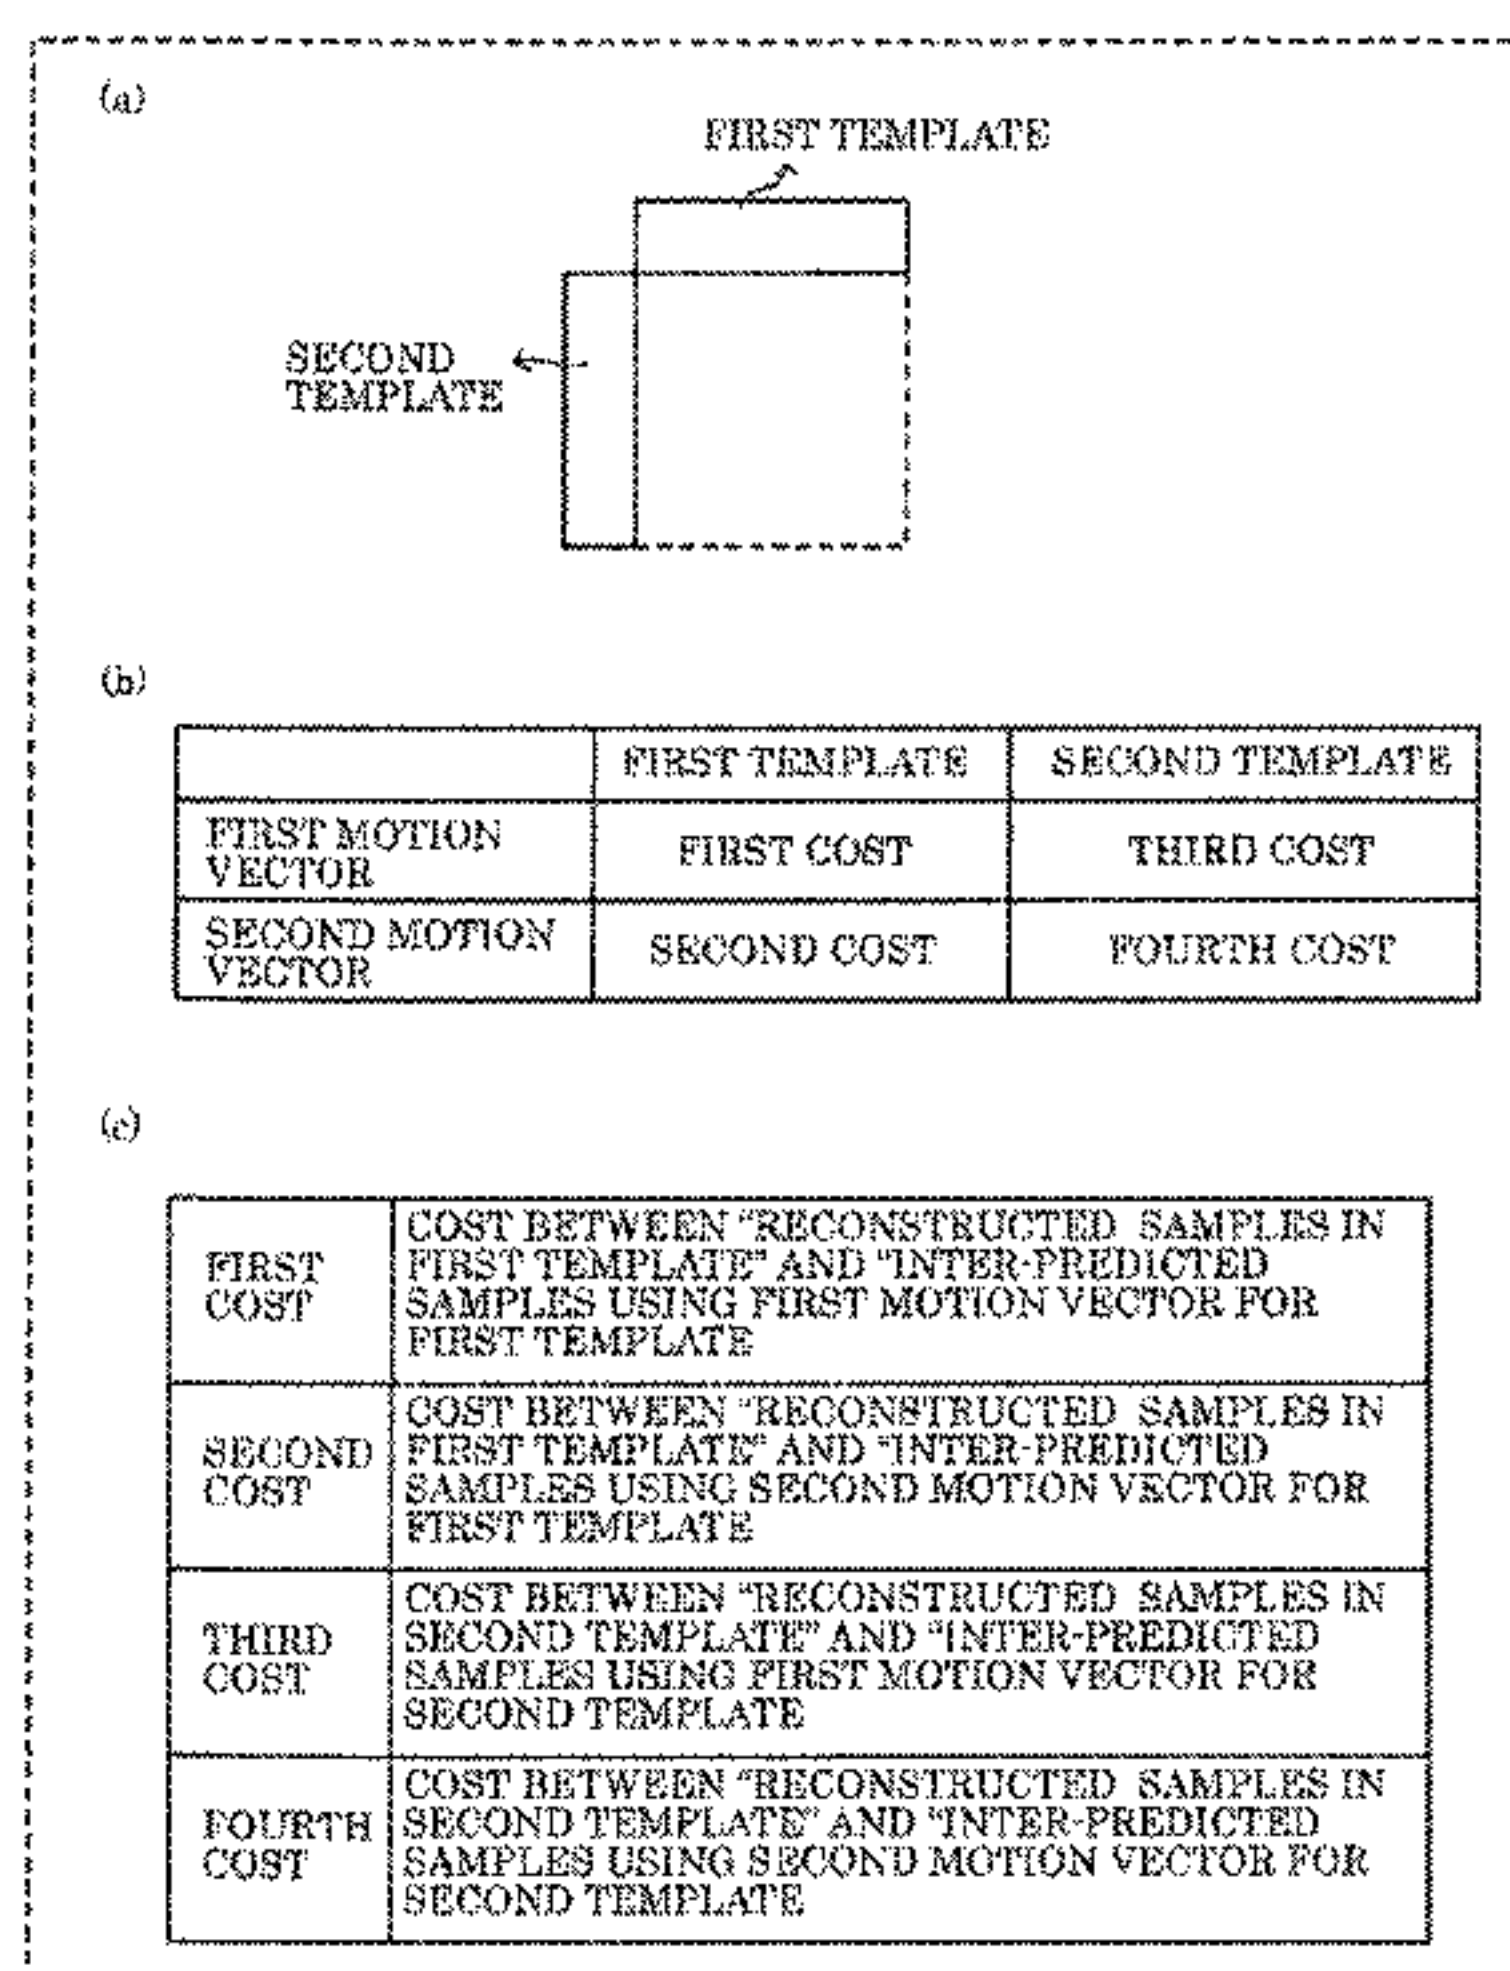 (a)
FIRST TEMPLATE
SECOND
TEMPLATE
(b)
FIRST TEMPLATE SECOND TEMPLATE
FIRST MOTION
VECTOR
FIRST COST THIRD COST
SECOND MOTION
VECTOR
SECOND COST FOURTH COST
(c)
FIRST
COST
COST BETWEEN "RECONSTRUCTED SAMPLES IN
FIRST TEMPLATE" AND "INTER-PREDICTED
SAMPLES USING FIRST MOTION VECTOR FOR
FIRST TEMPLATE
SECOND
COST
COST BETWEEN "RECONSTRUCTED SAMPLES IN
FIRST TEMPLATE" AND "INTER-PREDICTED
SAMPLES USING SECOND MOTION VECTOR FOR
FIRST TEMPLATE
THIRD
COST
COST BETWEEN "RECONSTRUCTED SAMPLES IN
SECOND TEMPLATE" AND "INTER-PREDICTED
SAMPLES USING FIRST MOTION VECTOR FOR
SECOND TEMPLATE
FOURTH
COST
COST BETWEEN "RECONSTRUCTED SAMPLES IN
SECOND TEMPLATE" AND "INTER-PREDICTED
SAMPLES USING SECOND MOTION VECTOR FOR
SECOND TEMPLATE